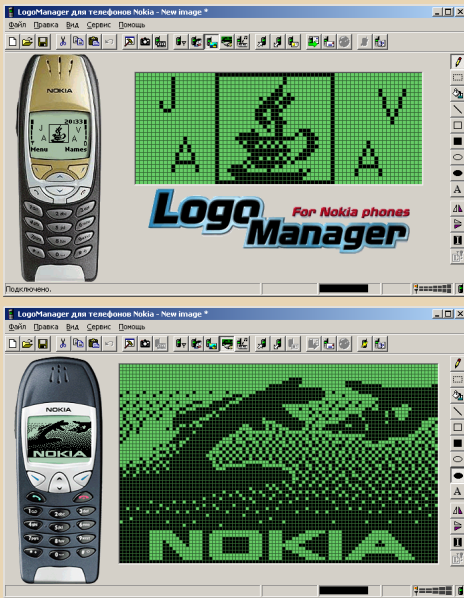 LogoManager для телефонов Nokia - New image *
Файл Правка Вид Сервис Помощь
NOKIA
20:33
J V
A A
Menu Names
J V
A A
Logo
Manager
For Nokia phones
Подключено.
LogoManager для телефонов Nokia - New image *
Файл Правка Вид Сервис Помощь
NOKIA
NOKIA
NOKIA